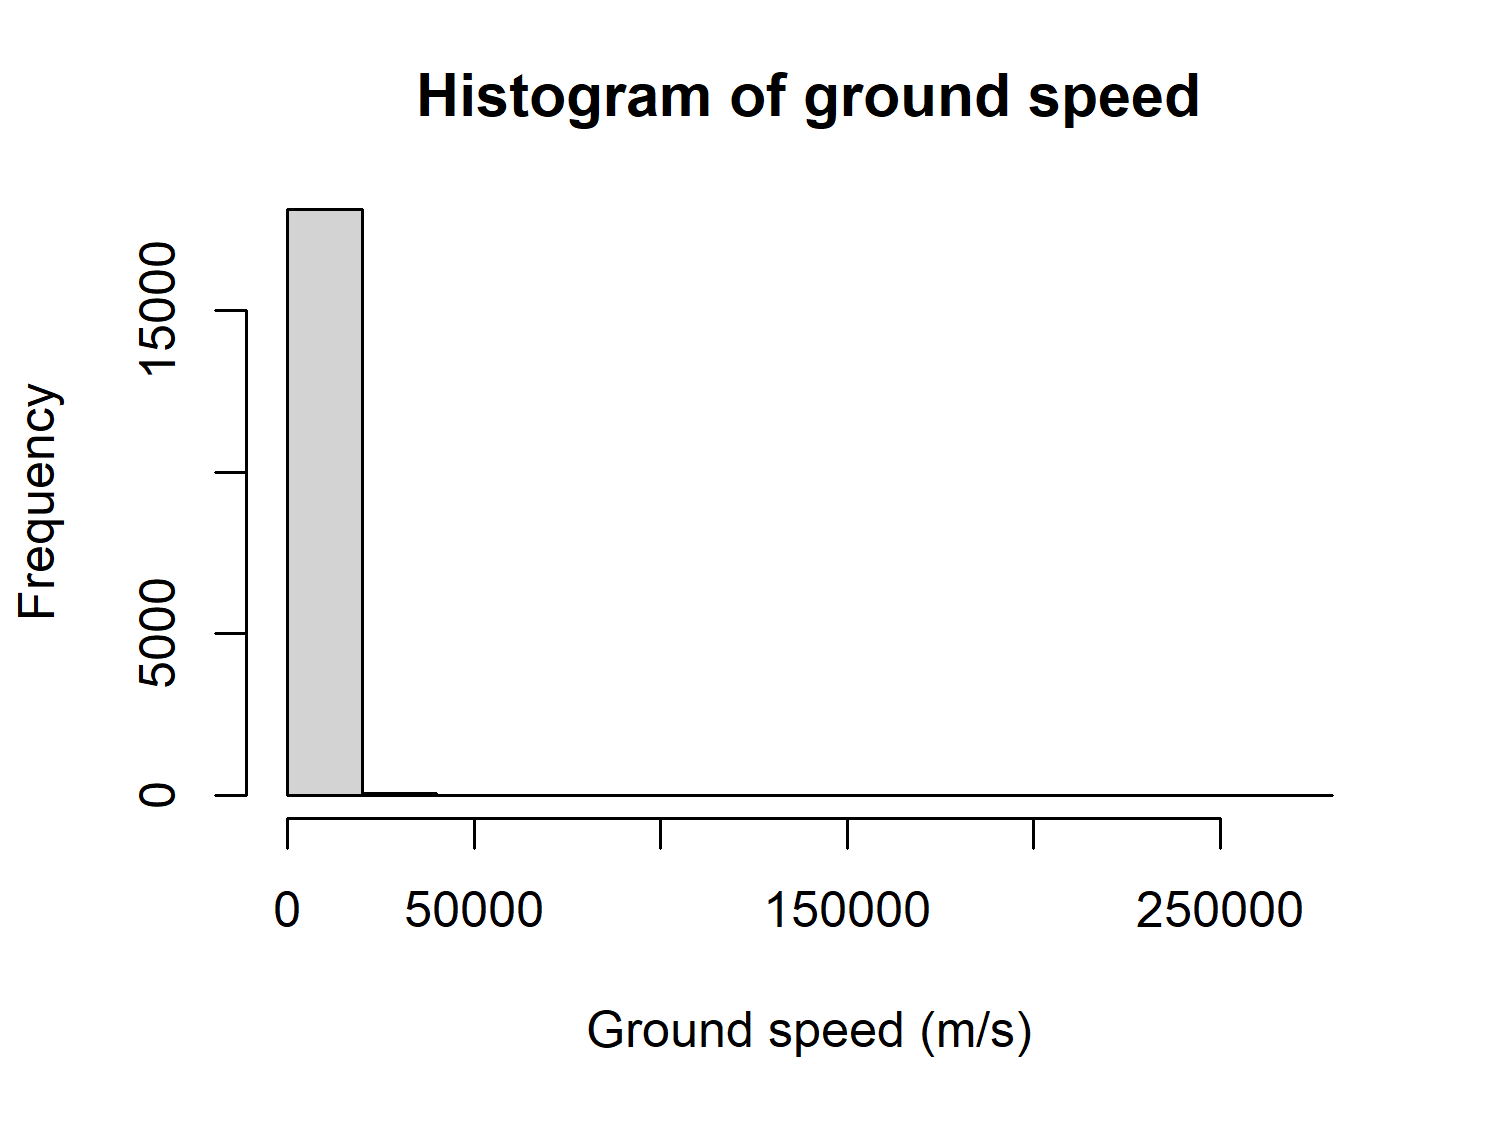 Histogram of ground speed
Frequency
15000
5000
0
0 50000 150000 250000
Ground speed (m/s)